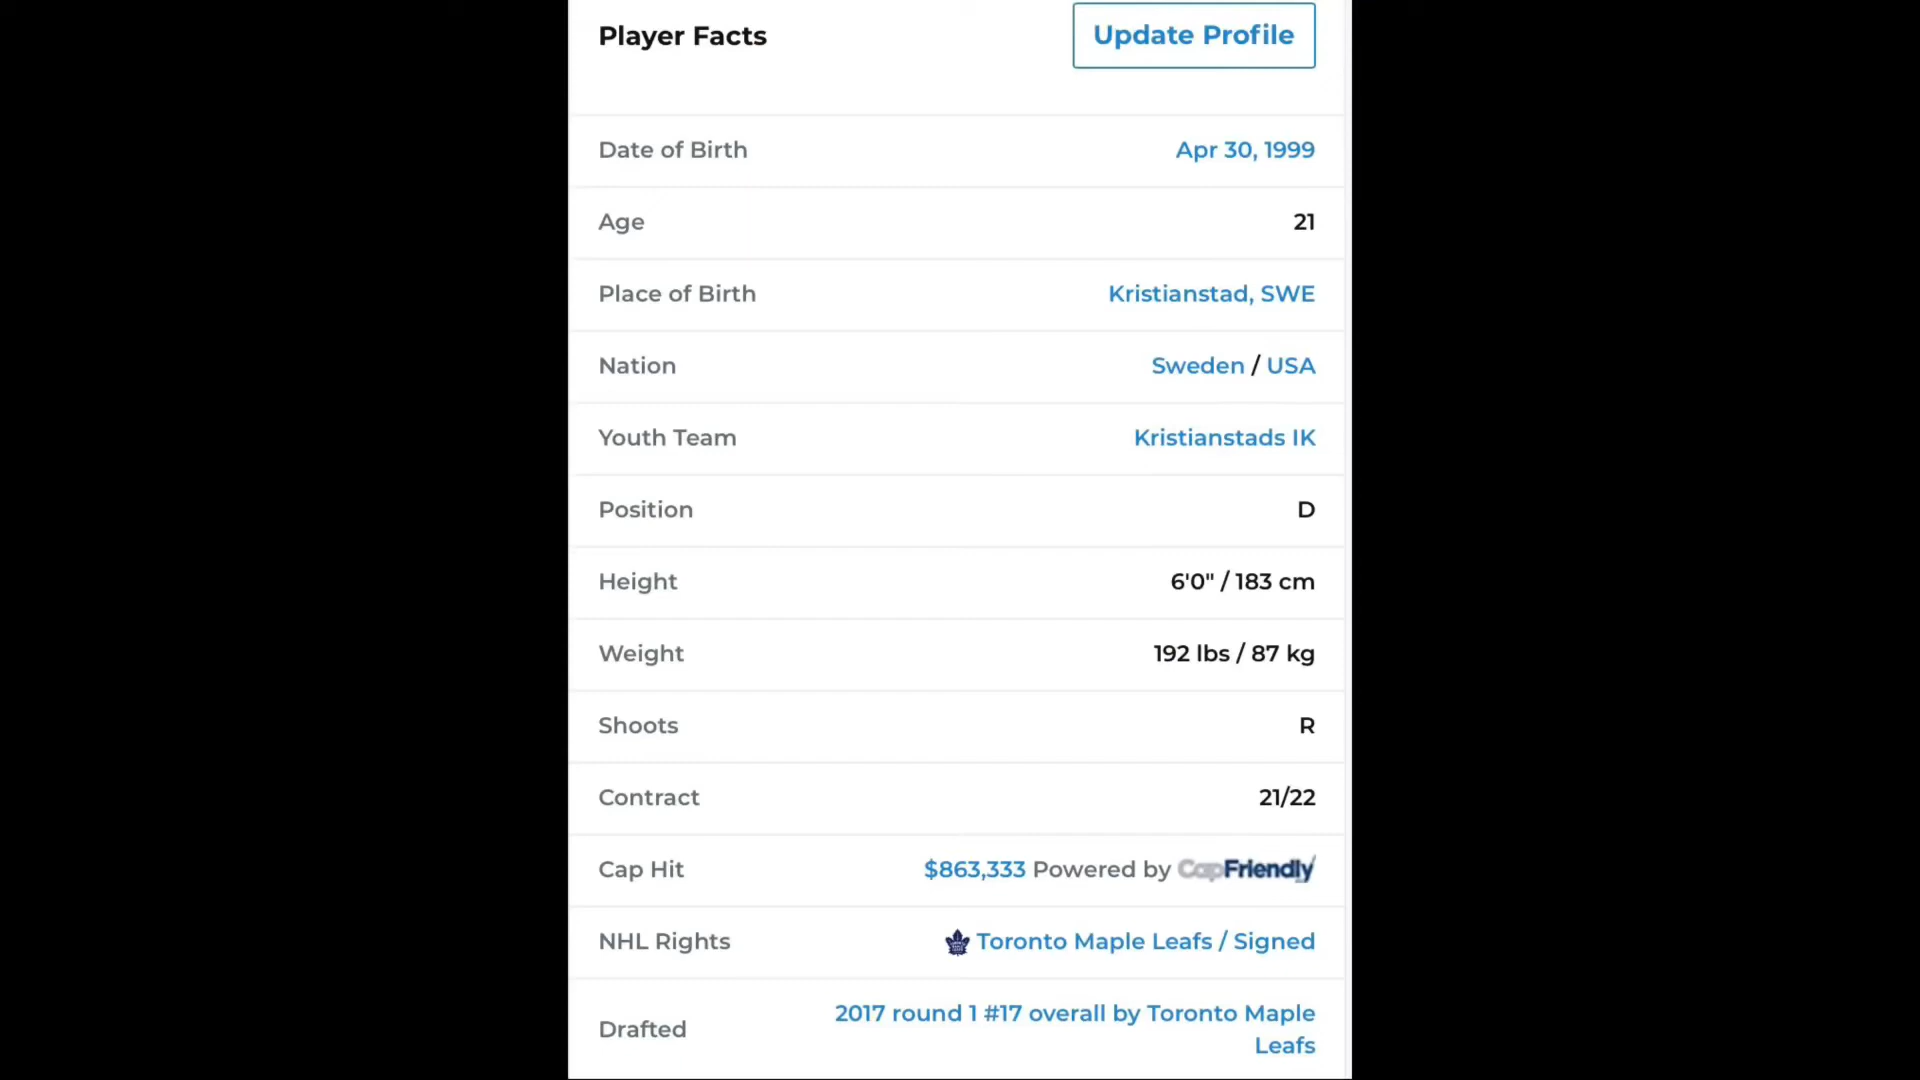 Player Facts
Update Profile
Date of Birth
Apr 30, 1999
Age
21
Place of Birth
Kristianstad, SWE
Nation
Sweden / USA
Youth Team
Kristianstads IK
Position
D
Height
6'0" / 183 cm
Weight
192 lbs / 87 kg
Shoots
R
Contract
21/22
Cap Hit
$863,333 Powered by CapFriendly
NHL Rights
Toronto Maple Leafs / Signed
Drafted
2017 round 1 #17 overall by Toronto Maple
Leafs